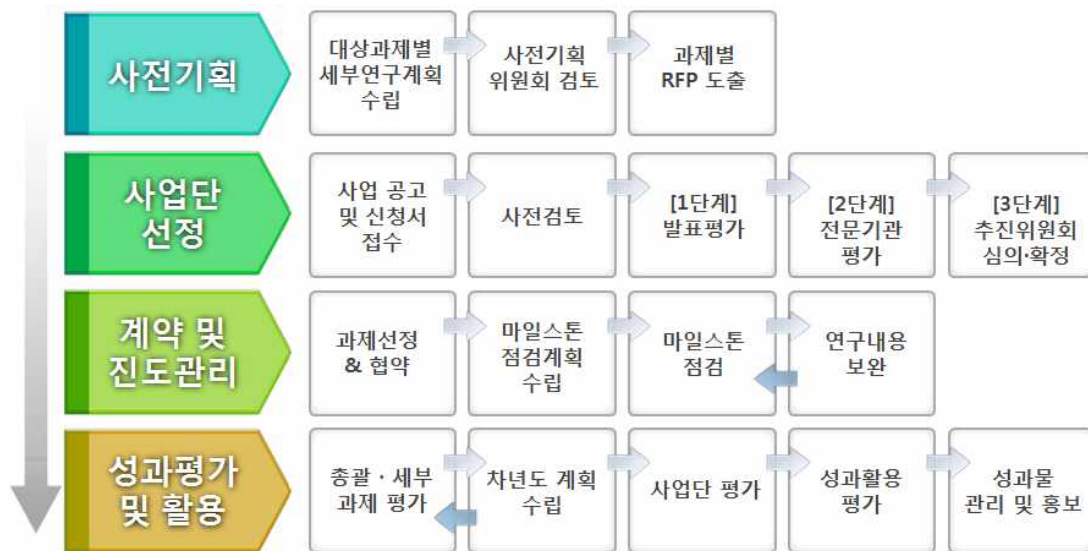 사전기획
대상과제별
세부연구계획
수립
사전기획
위원회 검토
과제별
RFP 도출
사업단
선정
사업 공고
및 신청서
접수
사전검토
[1단계]
발표평가
[2단계]
전문기관
평가
[3단계]
추진위원회
심의·확정
계약 및
진도관리
과제선정
& 협약
마일스톤
점검계획
수립
마일스톤
점검
연구내용
보완
성과평가
및 활용
총괄·세부
과제 평가
차년도 계획
수립
사업단 평가
성과활용
평가
성과물
관리 및 홍보